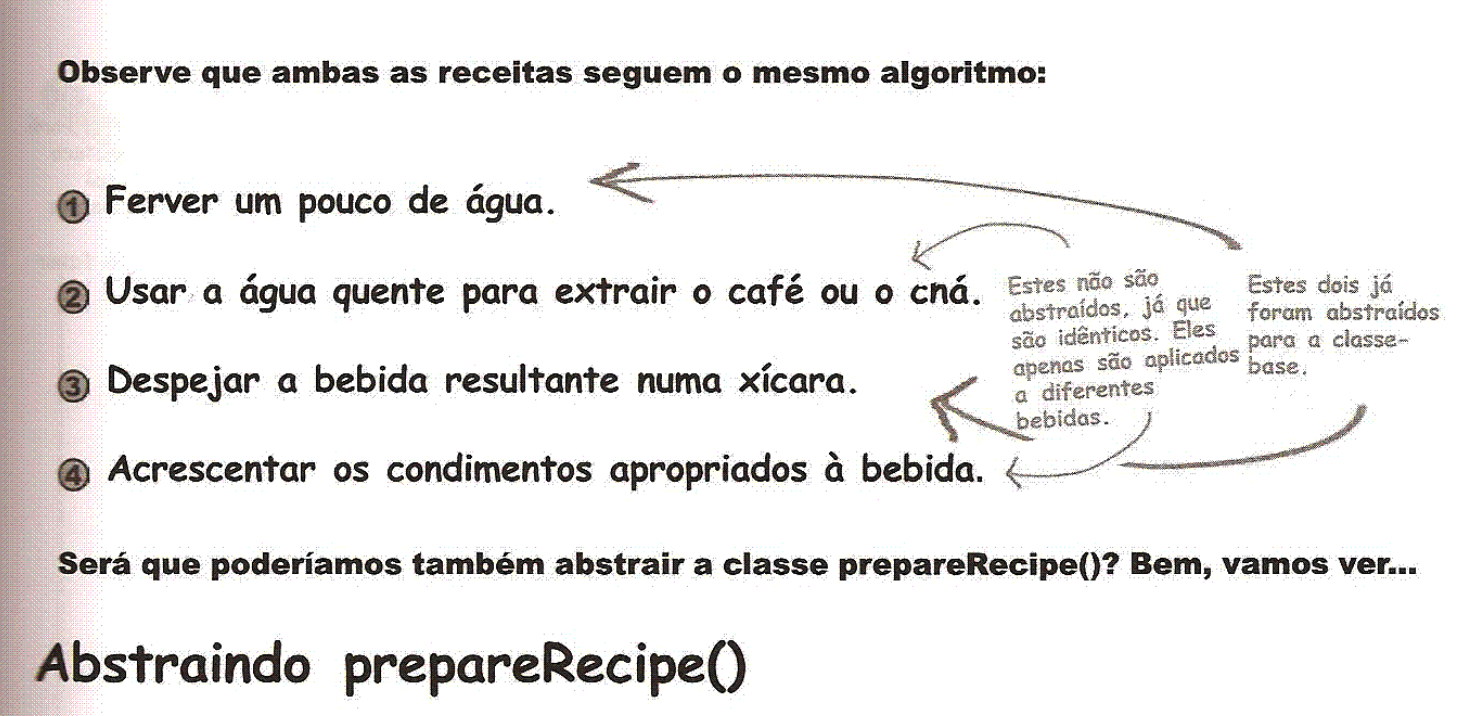 Observe que ambas as receitas seguem o mesmo algoritmo:
1 Ferver um pouco de água.
2 Usar a água quente para extrair o café ou o cná.
3 Despejar a bebida resultante numa xícara.
4 Acrescentar os condimentos apropriados à bebida.
Estes não são
abstraídos, já que
são idênticos. Eles
apenas são aplicados
a diferentes
bebidas.
Estes dois já
foram abstraídos
para a classe-
base.
Será que poderíamos também abstrair a classe prepareRecipe()? Bem, vamos ver...
Abstraindo prepareRecipe()